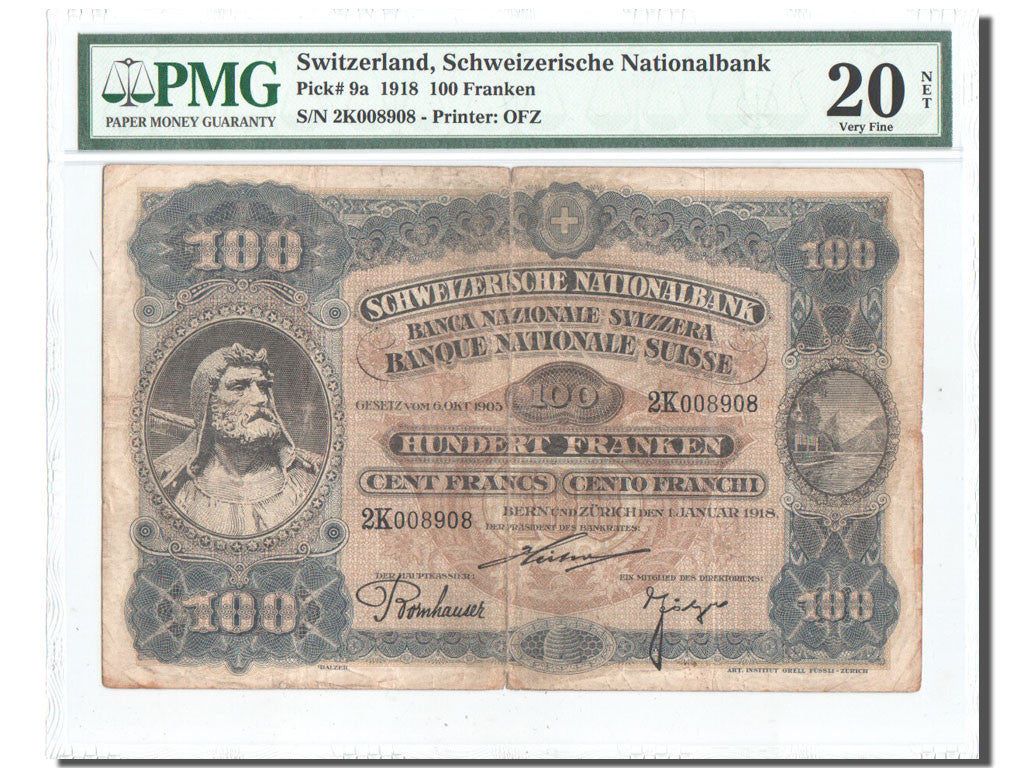 PMG
PAPER MONEY GUARANTY
Switzerland, Schweizerische Nationalbank
Pick# 9a 1918 100 Franken
S/N 2K008908 - Printer: OFZ
20
NET
Very Fine
100
100
SCHWEIZERISCHE NATIONALBANK
BANCA NAZIONALE SVIZZERA
BANQUE NATIONALE SUISSE
GESETZ VOM 6. OKT 1905
100
2K008908
HUNDERT FRANKEN
CENT FRANCS CENTO FRANCHI
BERN UND ZÜRICH DEN 1. JANUAR 1918.
2K008908
DER PRÄSIDENT DES BANKRATES:
DER HAUPTKASSIER:
EIN MITGLIED DES DIREKTORIUMS:
Bornhauser
100
100
BALZER
ART. INSTITUT ORELL FÜSSLI - ZÜRICH